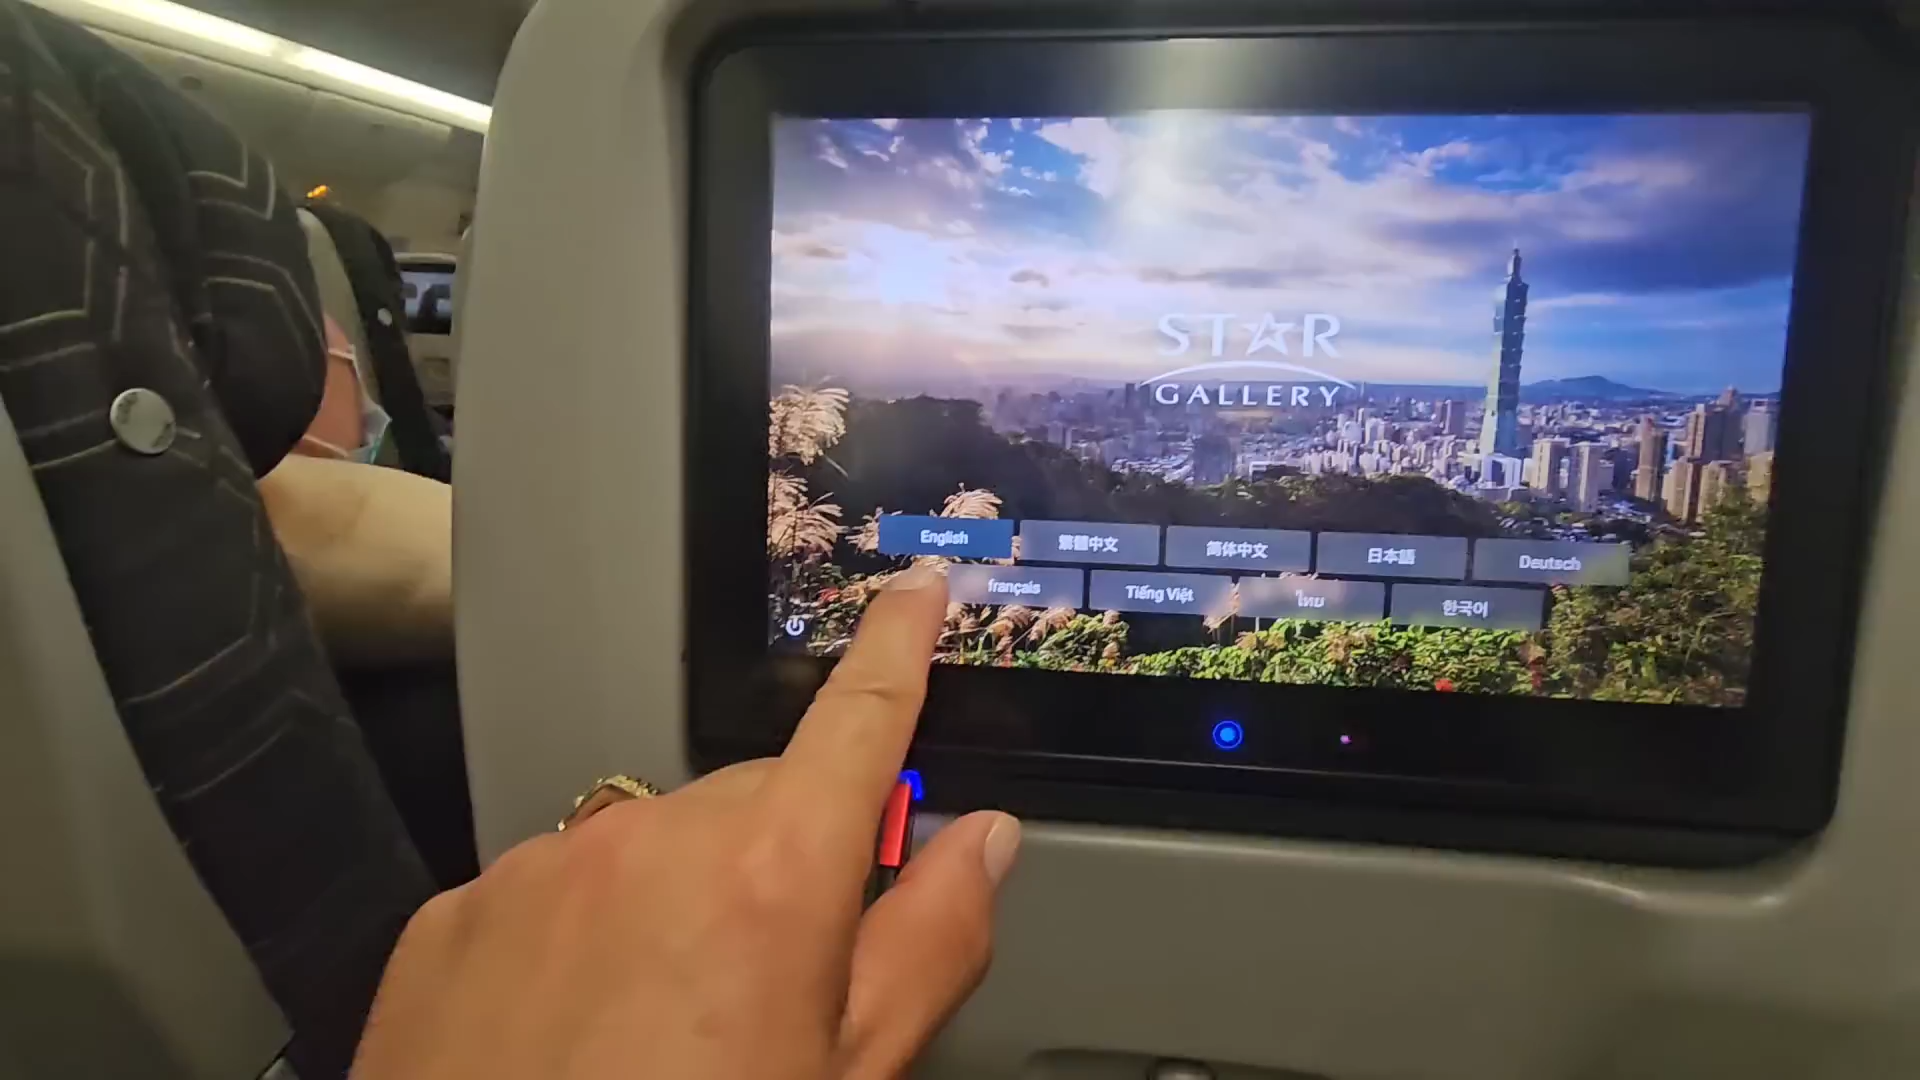 STAR
GALLERY
English 繁體中文 简体中文 日本語 Deutsch
français Tiếng Việt ไทย 한국어